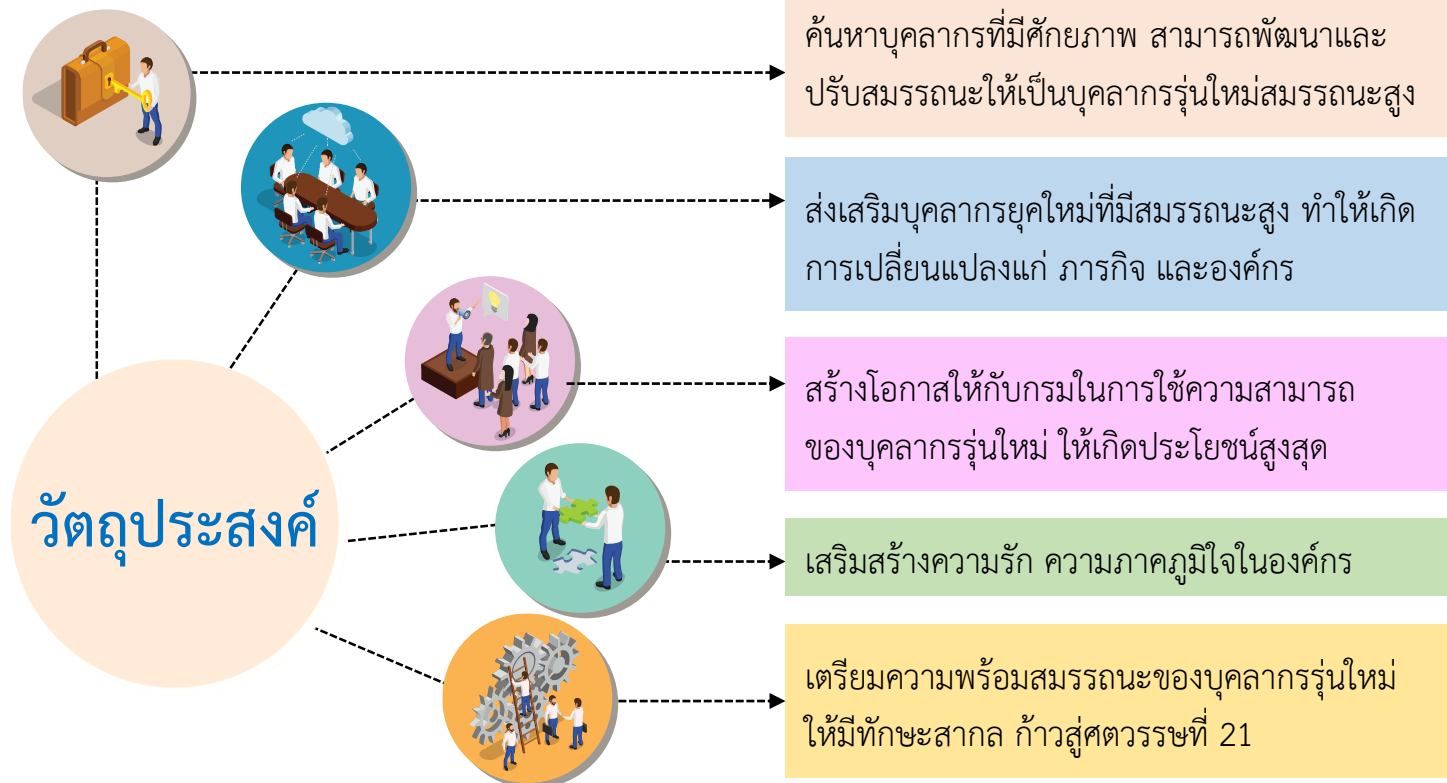 ค้นหาบุคลากรที่มีศักยภาพ สามารถพัฒนาและ
ปรับสมรรถนะให้เป็นบุคลากรรุ่นใหม่สมรรถนะสูง
ส่งเสริมบุคลากรยุคใหม่ที่มีสมรรถนะสูง ทำให้เกิด
การเปลี่ยนแปลงแก่ ภารกิจ และองค์กร
สร้างโอกาสให้กับกรมในการใช้ความสามารถ
ของบุคลากรรุ่นใหม่ ให้เกิดประโยชน์สูงสุด
วัตถุประสงค์
เสริมสร้างความรัก ความภาคภูมิใจในองค์กร
เตรียมความพร้อมสมรรถนะของบุคลากรรุ่นใหม่
ให้มีทักษะสากล ก้าวสู่ศตวรรษที่ 21